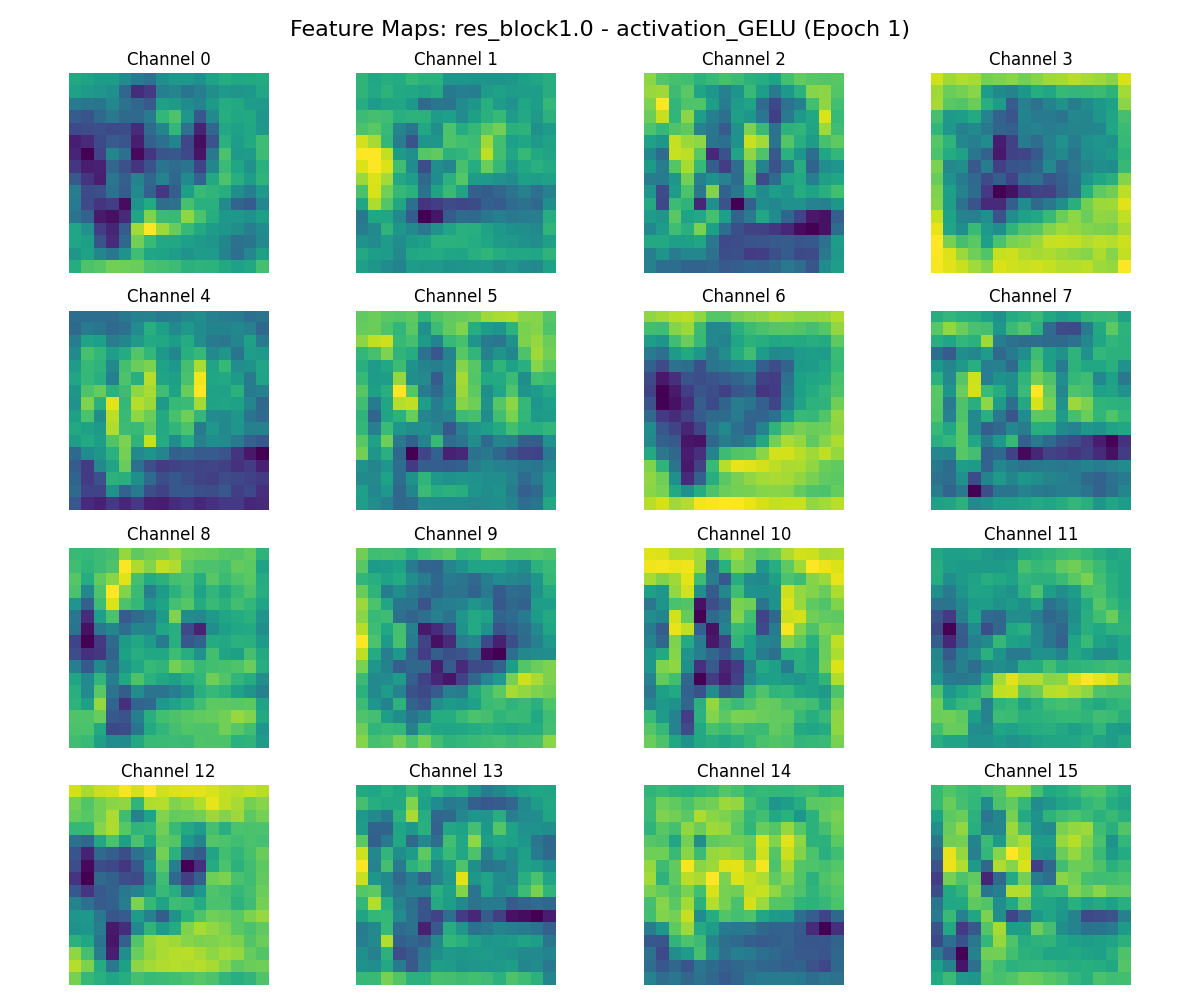 Feature Maps: res_block1.0 - activation_GELU (Epoch 1)
Channel 0
Channel 1
Channel 2
Channel 3
Channel 4
Channel 5
Channel 6
Channel 7
Channel 8
Channel 9
Channel 10
Channel 11
Channel 12
Channel 13
Channel 14
Channel 15